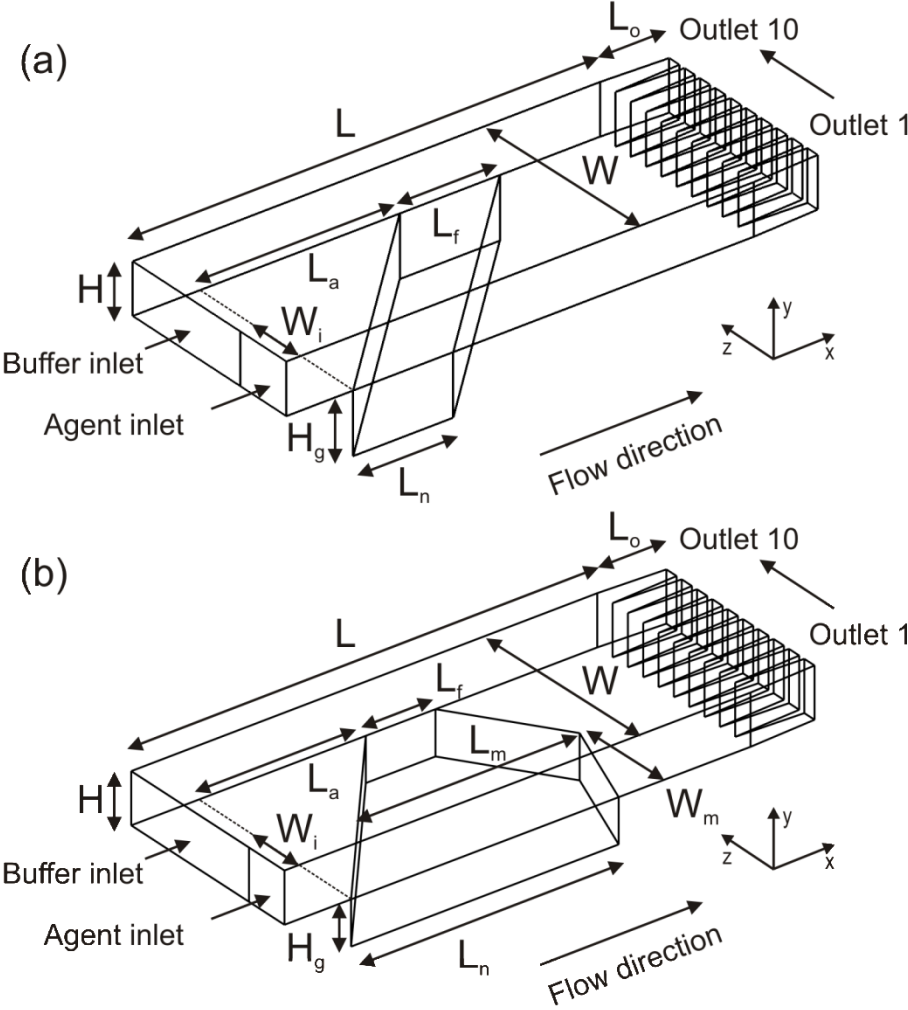 (a)
L
Lo
Outlet 10
Outlet 1
W
Lf
La
H
Wi
Buffer inlet
Agent inlet
Hg
Ln
y
z
x
Flow direction
(b)
L
Lo
Outlet 10
Outlet 1
W
Lf
Lm
La
H
Wi
Wm
Buffer inlet
Agent inlet
Hg
Ln
y
z
x
Flow direction